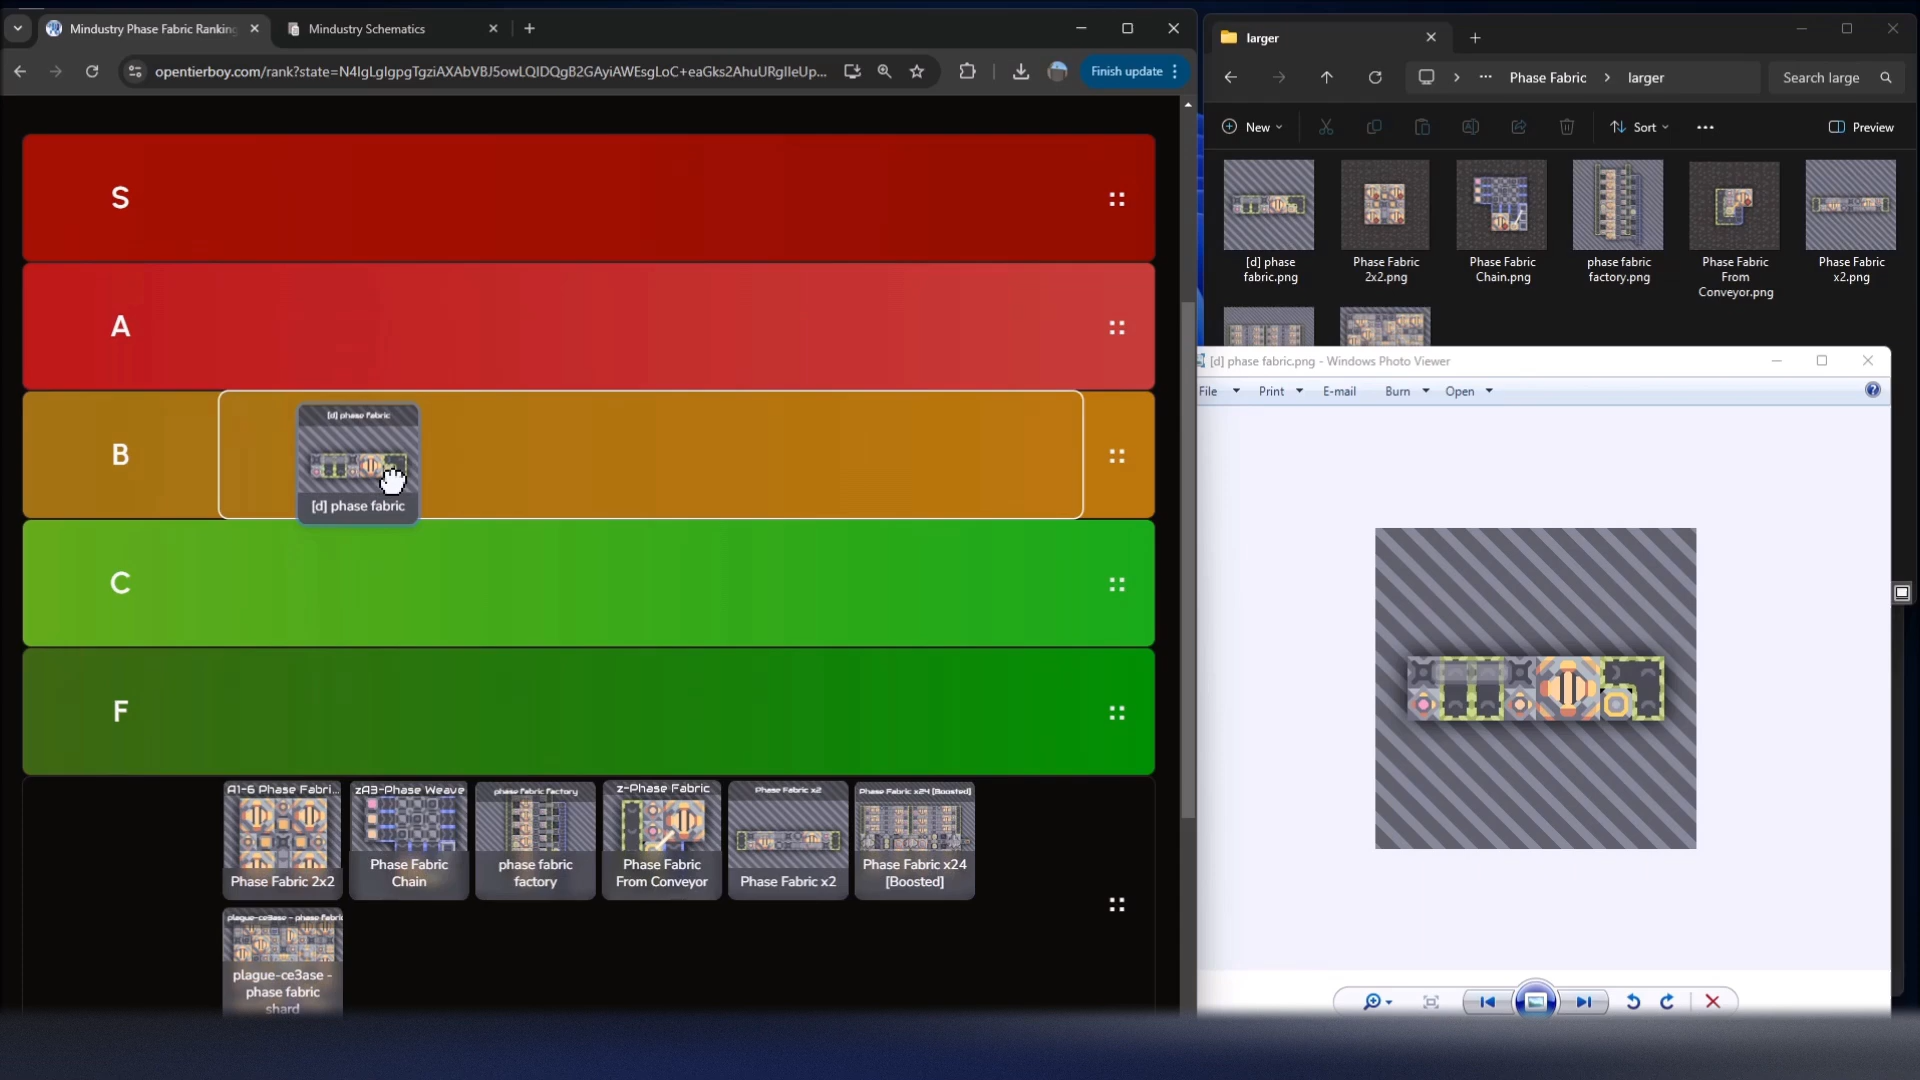 Mindustry Phase Fabric Ranking
Mindustry Schematics
opentierboy.com/rank?state=
Finish update
S
A
B
[d] phase fabric
[d] phase fabric
C
F
A1-6 Phase Fabri...
Phase Fabric 2x2
zA3-Phase Weave
Phase Fabric
Chain
phase fabric factory
phase fabric
factory
z-Phase Fabric
Phase Fabric
From Conveyor
Phase Fabric x2
Phase Fabric x2
Phase Fabric x24 [Boosted]
Phase Fabric x24
[Boosted]
plague-ce3ase - phase fabric
plague-ce3ase -
phase fabric
shard
larger
Phase Fabric
larger
Search large
New
Sort
Preview
[d] phase
fabric.png
Phase Fabric
2x2.png
Phase Fabric
Chain.png
phase fabric
factory.png
Phase Fabric
From
Conveyor.png
Phase Fabric
x2.png
[d] phase fabric.png - Windows Photo Viewer
File
Print
E-mail
Burn
Open